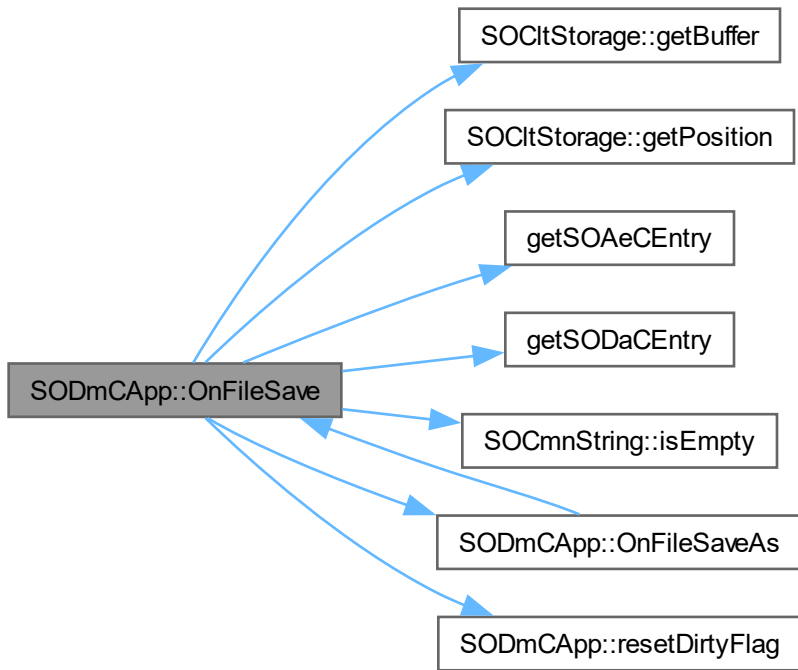 SOCltStorage::getBuffer
SOCltStorage::getPosition
getSOAeCEntry
getSODaCEntry
SODmCApp::OnFileSave
SOCmnString::isEmpty
SODmCApp::OnFileSaveAs
SODmCApp::resetDirtyFlag